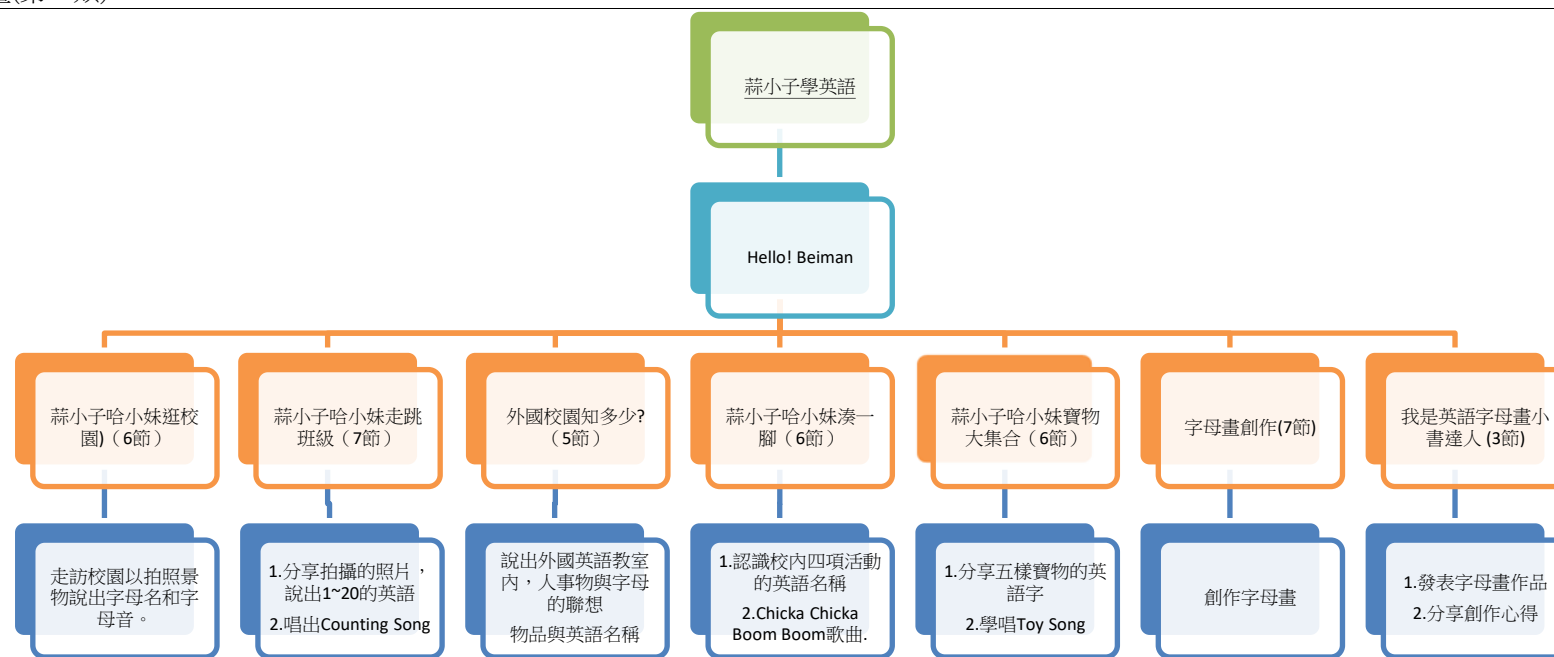 蒜小子學英語
Hello! Beiman
蒜小子哈小妹逛校
園)（6節）
蒜小子哈小妹走跳
班級（7節）
外國校園知多少?
（5節）
蒜小子哈小妹湊一
腳（6節）
蒜小子哈小妹寶物
大集合（6節）
字母畫創作(7節)
我是英語字母畫小
書達人 (3節)
走訪校園以拍照景
物說出字母名和字
母音。
1.分享拍攝的照片，
說出1~20的英語
2.唱出Counting Song
說出外國英語教室
內，人事物與字母
的聯想
物品與英語名稱
1.認識校內四項活動
的英語名稱
2.Chicka Chicka
Boom Boom歌曲.
1.分享五樣寶物的英
語字
2.學唱Toy Song
創作字母畫
1.發表字母畫作品
2.分享創作心得